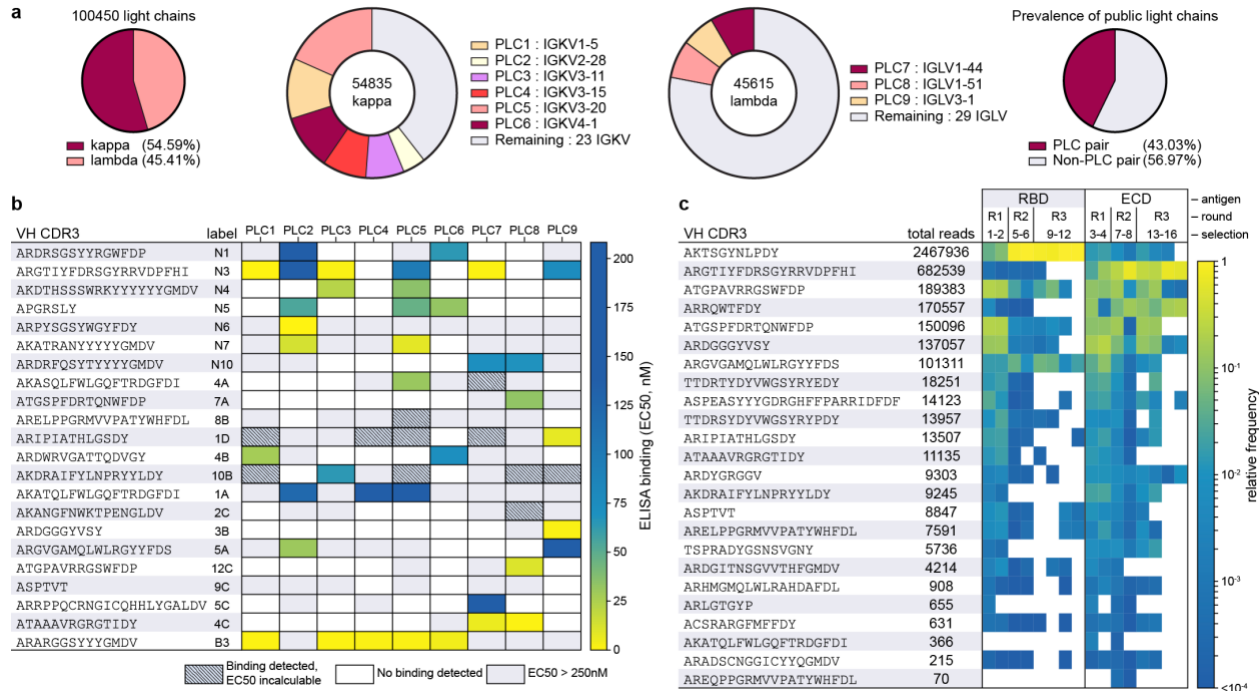 a
100450 light chains
kappa (54.59%)
lambda (45.41%)
54835
kappa
PLC1 : IGKV1-5
PLC2 : IGKV2-28
PLC3 : IGKV3-11
PLC4 : IGKV3-15
PLC5 : IGKV3-20
PLC6 : IGKV4-1
Remaining : 23 IGKV
45615
lambda
PLC7 : IGLV1-44
PLC8 : IGLV1-51
PLC9 : IGLV3-1
Remaining : 29 IGLV
Prevalence of public light chains
PLC pair (43.03%)
Non-PLC pair (56.97%)
b
VH CDR3 label PLC1 PLC2 PLC3 PLC4 PLC5 PLC6 PLC7 PLC8 PLC9
ARDRSGSYYRGWFDP N1
ARGTIYFDRSGYRRVDPFHI N3
AKDTHSSSWRKYYYYYYGMDV N4
APGRSLY N5
ARPYSGSYWGYFDY N6
AKATRANYYYYYGMDV N7
ARDRFQSYTYYYYGMDV N10
AKASQLFWLGQFTRDGFDI 4A
ATGSPFDRTQNWFDP 7A
ARELPPGRMVVPATYWHFDL 8B
ARIPIATHLGSDY 1D
ARDWRVGATTQDVGY 4B
AKDRAIFYLNPRYYLDY 10B
AKATQLFWLGQFTRDGFDI 1A
AKANGFNWKTPENGLDV 2C
ARDGGGYVSY 3B
ARGVGAMQLWLRGYYFDS 5A
ATGPAVRRGSWFDP 12C
ASPTVT 9C
ARRPPQCRNGICQHHLYGALDV 5C
ATAAAVRGRGTIDY 4C
ARARGGSYYYGMDV B3
200
175
150
125
100
75
50
25
0
ELISA binding (EC50, nM)
Binding detected,
EC50 incalculable
No binding detected
EC50 > 250nM
c
RBD ECD – antigen
R1 R2 R3 R1 R2 R3 – round
VH CDR3 total reads 1-2 5-6 9-12 3-4 7-8 13-16 – selection
AKTSGYNLPDY 2467936
ARGTIYFDRSGYRRVDPFHI 682539
ATGPAVRRGSWFDP 189383
ARRQWTFDY 170557
ATGSPFDRTQNWFDP 150096
ARDGGGYVSY 137057
ARGVGAMQLWLRGYYFDS 101311
TTDRTYDYVWGSYRYEDY 18251
ASPEASYYYGDRGHFFPARRIDFDF 14123
TTDRSYDYVWGSYRYPDY 13957
ARIPIATHLGSDY 13507
ATAAAVRGRGTIDY 11135
ARDYGRGGV 9303
AKDRAIFYLNPRYYLDY 9245
ASPTVT 8847
ARELPPGRMVVPATYWHFDL 7591
TSPRADYGSNSVGNY 5736
ARDGITNSGVVTHFGMDV 4214
ARHMGMQLWLRAHDAFDL 908
ARLGTGYP 655
ACSRARGFMFFDY 631
AKATQLFWLGQFTRDGFDI 366
ARADSCNGGICYYQGMDV 215
AREQPPGRMVVPATYWHFDL 70
1
10⁻¹
10⁻²
10⁻³
<10⁻⁴
relative frequency